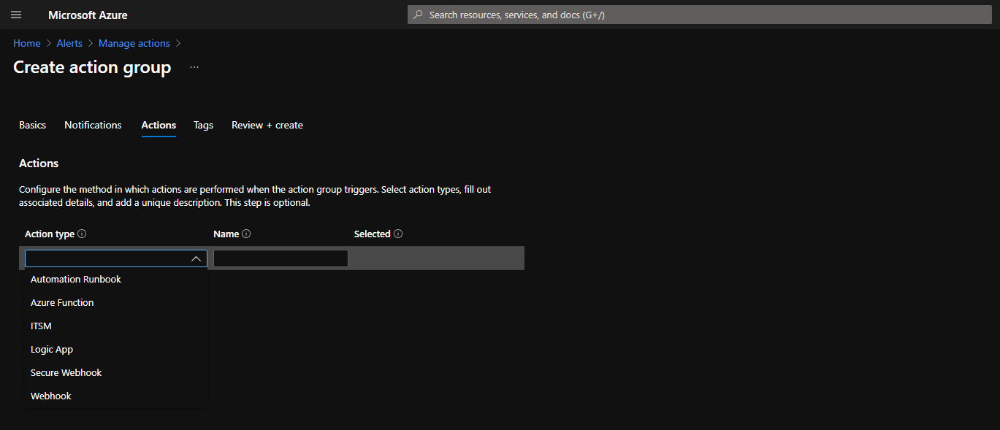 Microsoft Azure
Search resources, services, and docs (G+/)
Home > Alerts > Manage actions >
Create action group ...
Basics Notifications Actions Tags Review + create
Actions
Configure the method in which actions are performed when the action group triggers. Select action types, fill out
associated details, and add a unique description. This step is optional.
Action type Name Selected
Automation Runbook
Azure Function
ITSM
Logic App
Secure Webhook
Webhook